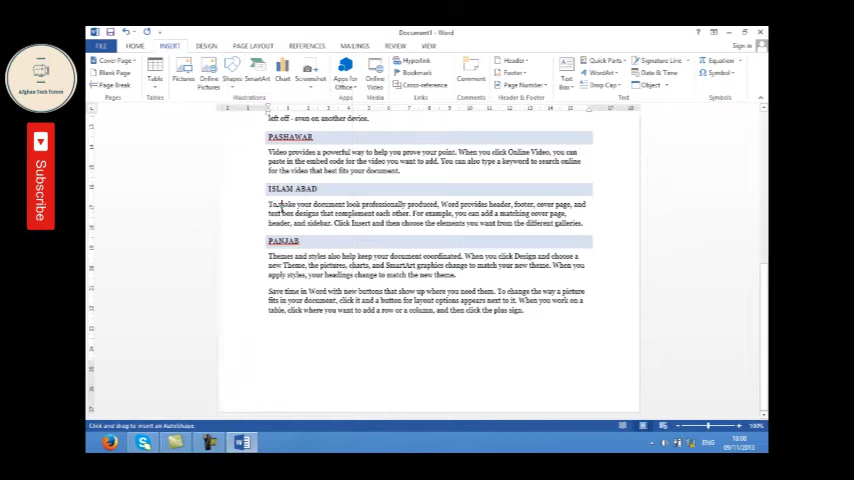 Document1 - Word
Sign in
FILE HOME INSERT DESIGN PAGE LAYOUT REFERENCES MAILINGS REVIEW VIEW
Cover Page
Blank Page
Page Break
Pages
Table
Tables
Pictures
Online Pictures
Shapes
SmartArt
Chart
Screenshot
Illustrations
Apps for Office
Apps
Online Video
Media
Hyperlink
Bookmark
Cross-reference
Links
Comment
Comments
Header
Footer
Page Number
Header & Footer
Text Box
Quick Parts
WordArt
Drop Cap
Signature Line
Date & Time
Object
Text
Equation
Symbol
Symbols
Afghan Tech Tutors
Subscribe
left off - even on another device.
PASHAWAR
Video provides a powerful way to help you prove your point. When you click Online Video, you can
paste in the embed code for the video you want to add. You can also type a keyword to search online
for the video that best fits your document.
ISLAM ABAD
To make your document look professionally produced, Word provides header, footer, cover page, and
text box designs that complement each other. For example, you can add a matching cover page,
header, and sidebar. Click Insert and then choose the elements you want from the different galleries.
PANJAB
Themes and styles also help keep your document coordinated. When you click Design and choose a
new Theme, the pictures, charts, and SmartArt graphics change to match your new theme. When you
apply styles, your headings change to match the new theme.
Save time in Word with new buttons that show up where you need them. To change the way a picture
fits in your document, click it and a button for layout options appears next to it. When you work on a
table, click where you want to add a row or a column, and then click the plus sign.
Click and drag to insert an AutoShape.
100%
ENG
18:08
09/11/2013